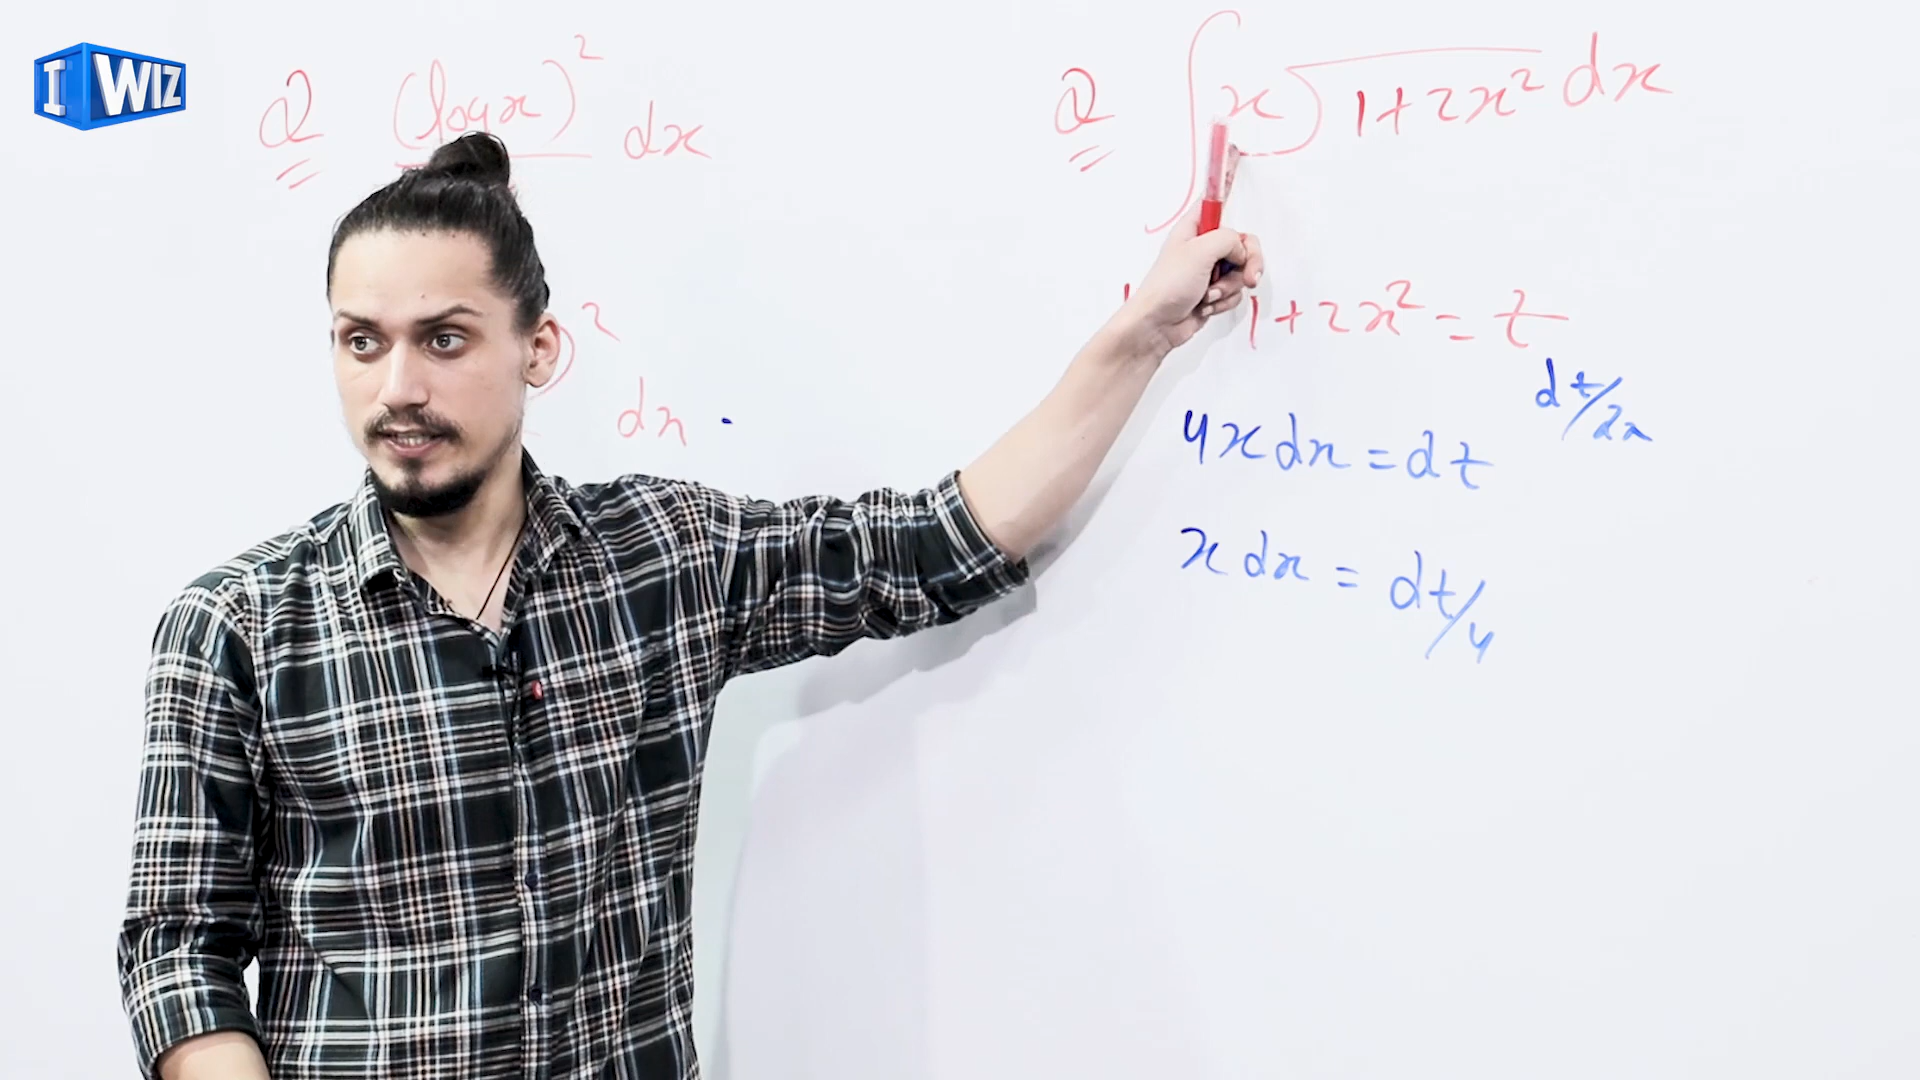 I WIZ
Q (log x)² dx
² dx .
Q ∫ x √1+2x² dx
1+2x² = t
dt/2x
4x dx = dt
x dx = dt/4